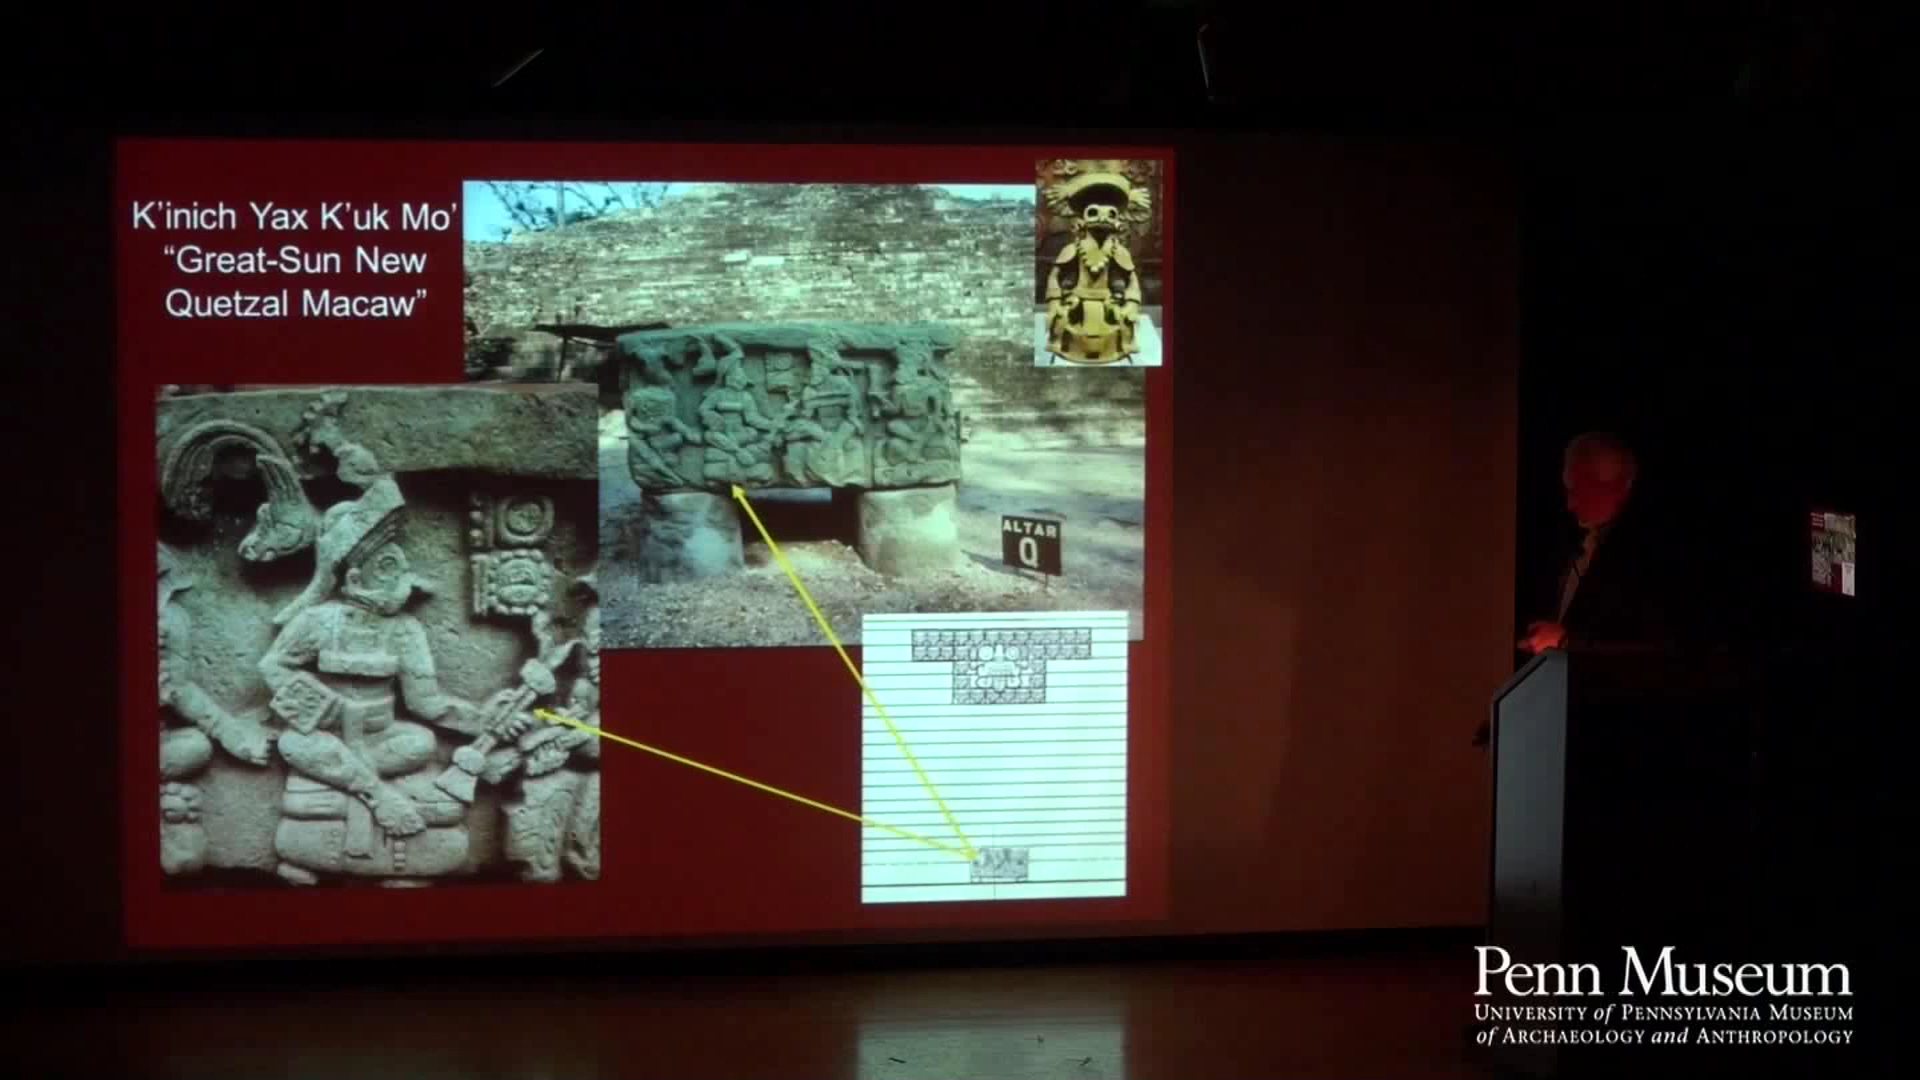 K'inich Yax K'uk Mo'
“Great-Sun New
Quetzal Macaw”
ALTAR
Q
Penn Museum
UNIVERSITY of PENNSYLVANIA MUSEUM
of ARCHAEOLOGY and ANTHROPOLOGY